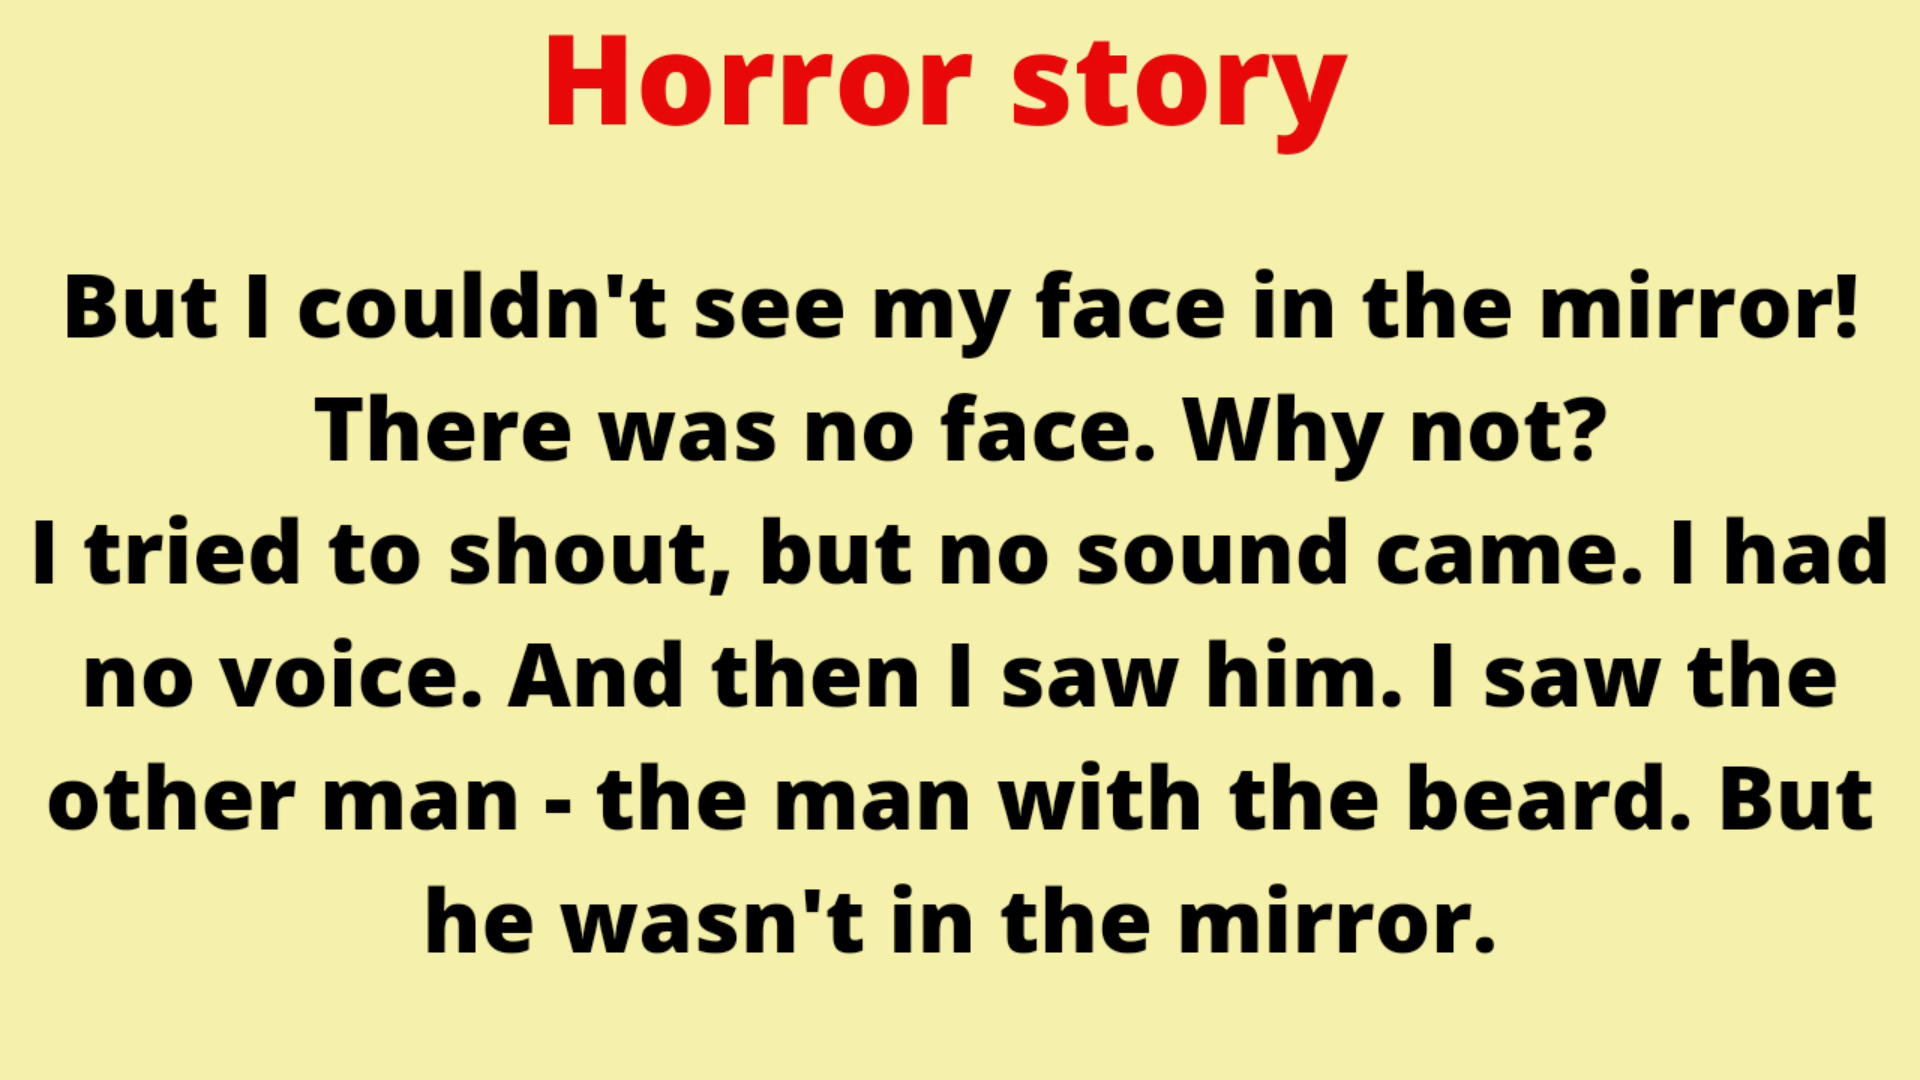 Horror story
But I couldn't see my face in the mirror!
There was no face. Why not?
I tried to shout, but no sound came. I had
no voice. And then I saw him. I saw the
other man - the man with the beard. But
he wasn't in the mirror.